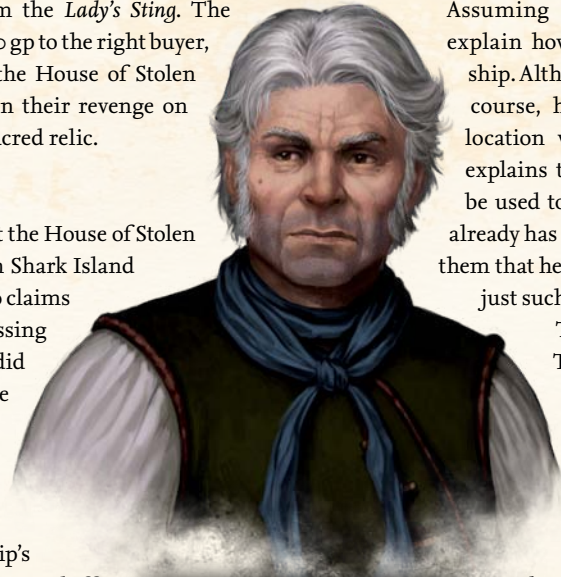 m the Lady's Sting. The
gp to the right buyer,
the House of Stolen
n their revenge on
cred relic.
t the House of Stolen
n Shark Island
claims
ssing
did
e
ip's
Assuming
explain how
ship. Alth
course, h
location w
explains t
be used to
already has
them that he
just such
T
T